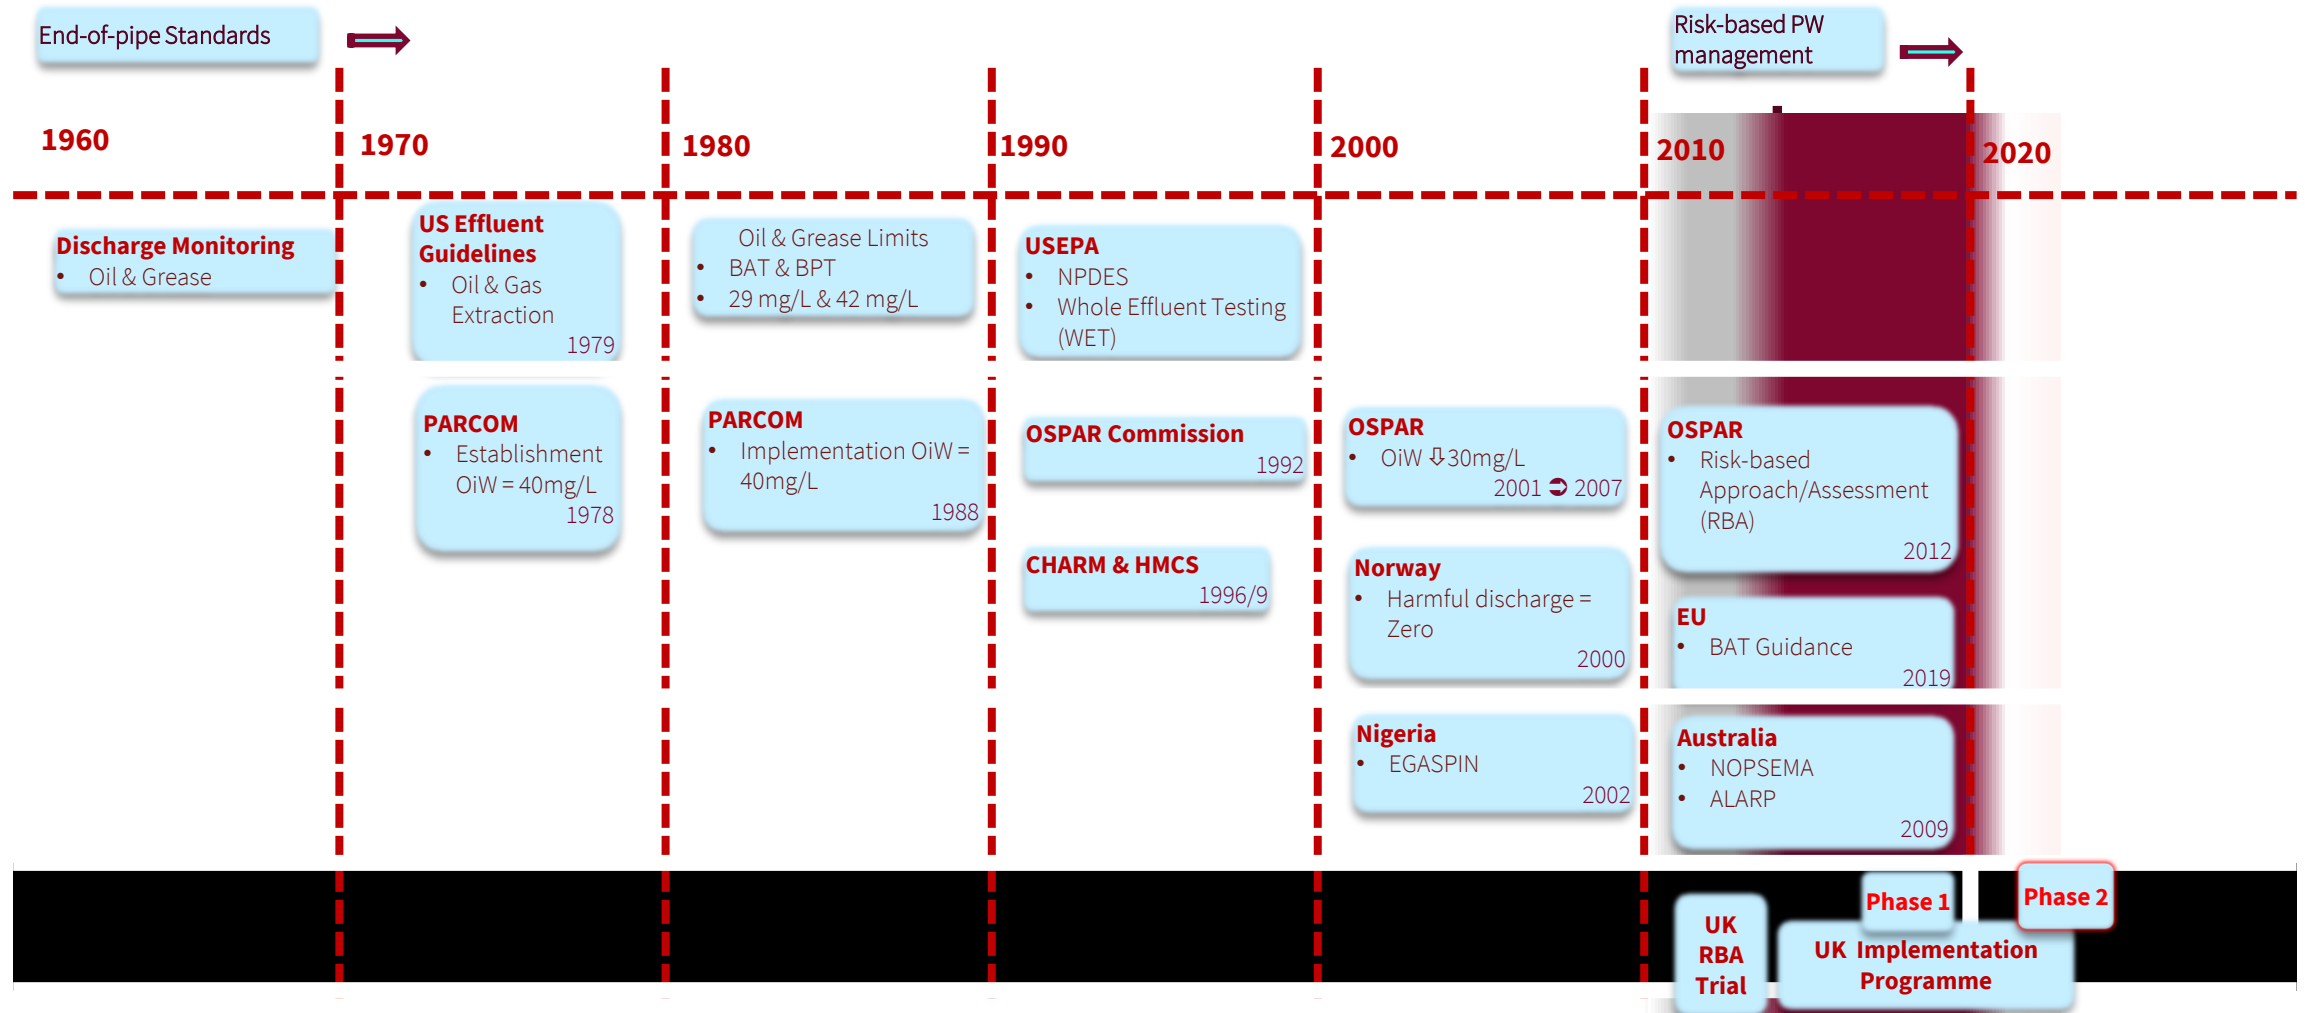 End-of-pipe Standards
Risk-based PW
management
1960
1970
1980
1990
2000
2010
2020
Discharge Monitoring
• Oil & Grease
US Effluent
Guidelines
• Oil & Gas
Extraction
1979
Oil & Grease Limits
• BAT & BPT
• 29 mg/L & 42 mg/L
USEPA
• NPDES
• Whole Effluent Testing
(WET)
PARCOM
• Establishment
OiW = 40mg/L
1978
PARCOM
• Implementation OiW =
40mg/L
1988
OSPAR Commission
1992
CHARM & HMCS
1996/9
OSPAR
• OiW ⇩30mg/L
2001 ➲ 2007
Norway
• Harmful discharge =
Zero
2000
Nigeria
• EGASPIN
2002
OSPAR
• Risk-based
Approach/Assessment
(RBA)
2012
EU
• BAT Guidance
2019
Australia
• NOPSEMA
• ALARP
2009
UK
RBA
Trial
Phase 1
Phase 2
UK Implementation
Programme